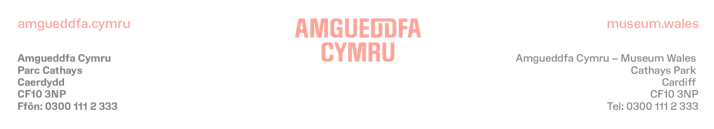 amgueddfa.cymru
Amgueddfa Cymru
Parc Cathays
Caerdydd
CF10 3NP
Ffôn: 0300 111 2 333
AMGUEDDFA
CYMRU
museum.wales
Amgueddfa Cymru – Museum Wales
Cathays Park
Cardiff
CF10 3NP
Tel: 0300 111 2 333